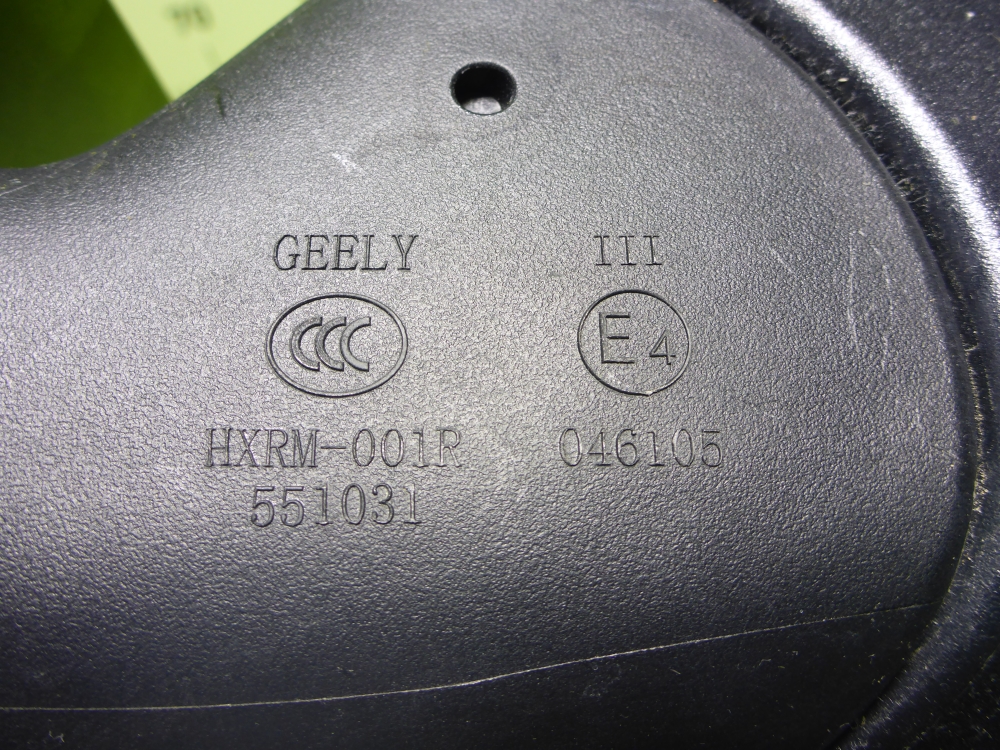 GEELY
III
CCC
E4
HXRM-001R
046105
551031